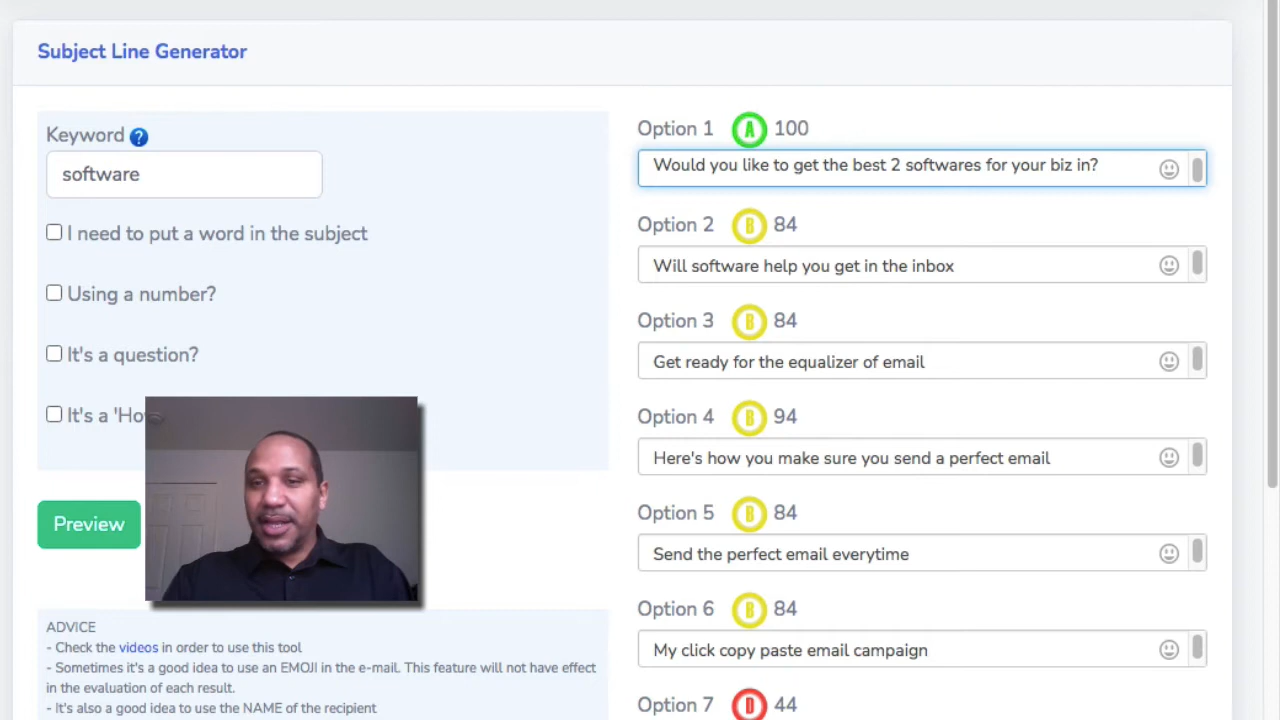 Subject Line Generator
Keyword ?
software
I need to put a word in the subject
Using a number?
It's a question?
It's a 'Ho
Preview
ADVICE
- Check the videos in order to use this tool
- Sometimes it's a good idea to use an EMOJI in the e-mail. This feature will not have effect
in the evaluation of each result.
- It's also a good idea to use the NAME of the recipient
Option 1 A 100
Would you like to get the best 2 softwares for your biz in?
Option 2 B 84
Will software help you get in the inbox
Option 3 B 84
Get ready for the equalizer of email
Option 4 B 94
Here's how you make sure you send a perfect email
Option 5 B 84
Send the perfect email everytime
Option 6 B 84
My click copy paste email campaign
Option 7 D 44